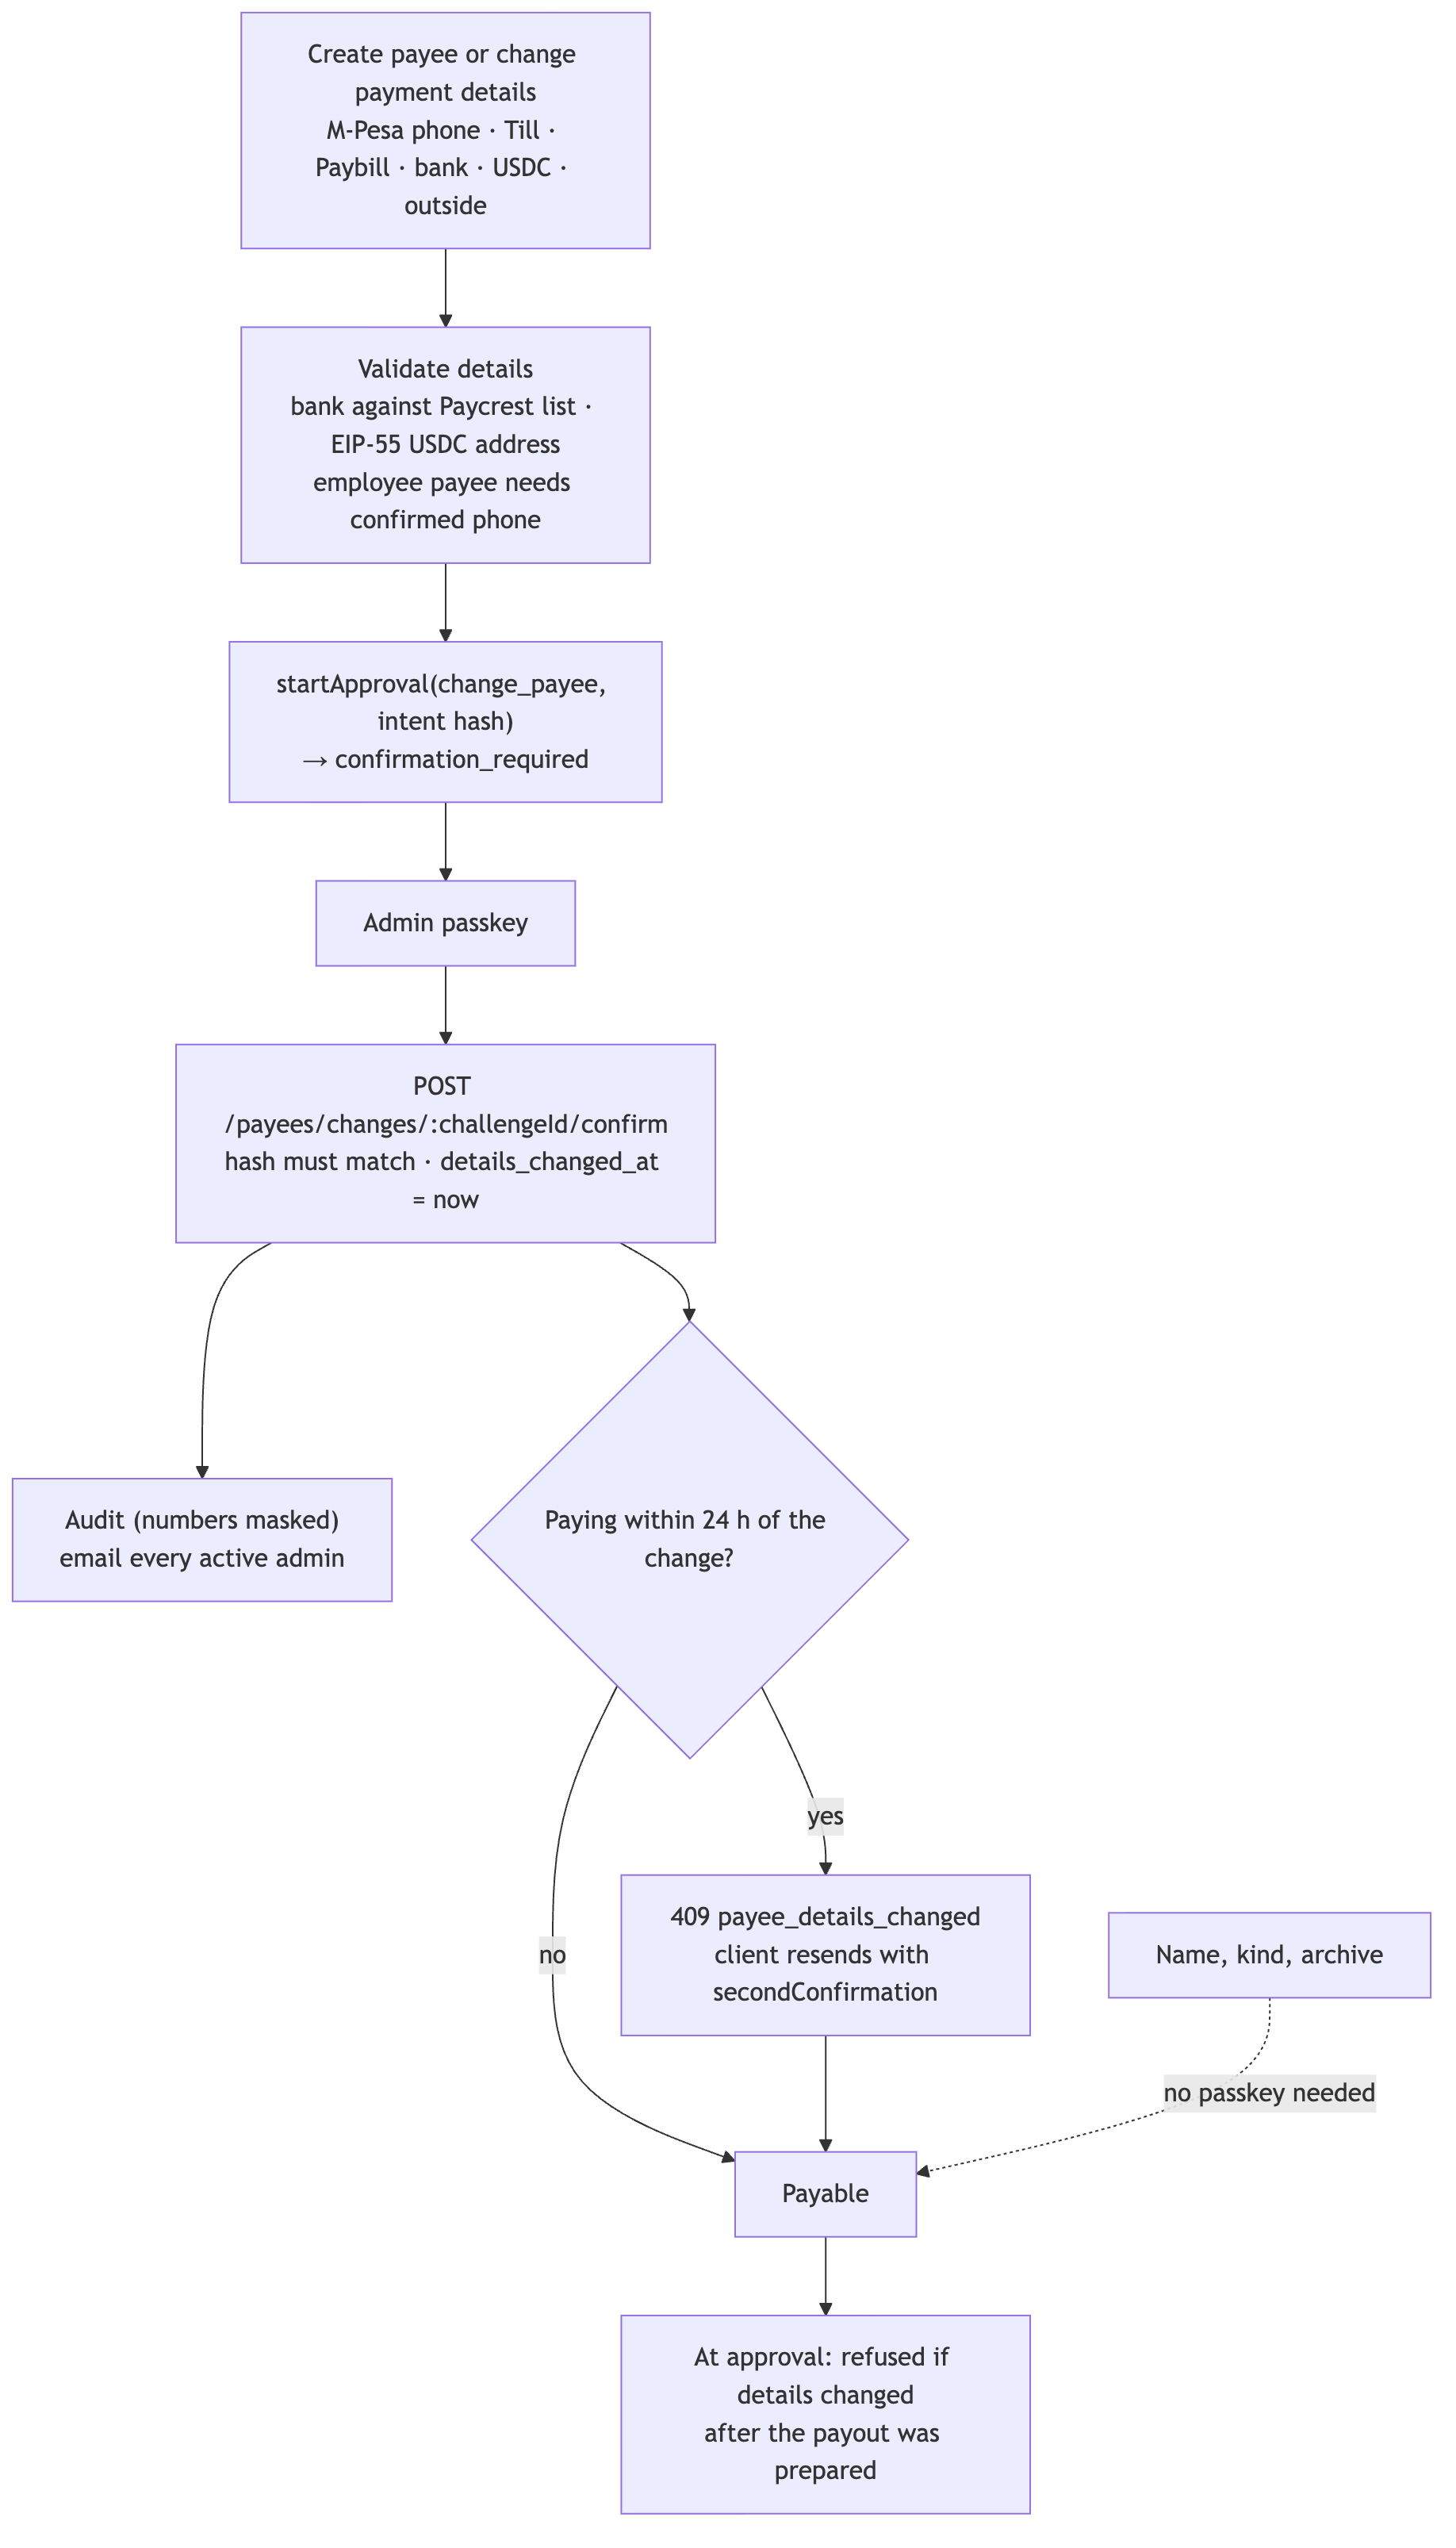 Create payee or change
payment details
M-Pesa phone · Till ·
Paybill · bank · USDC ·
outside
Validate details
bank against Paycrest list ·
EIP-55 USDC address
employee payee needs
confirmed phone
startApproval(change_payee,
intent hash)
→ confirmation_required
Admin passkey
POST
/payees/changes/:challengeId/confirm
hash must match · details_changed_at
= now
Audit (numbers masked)
email every active admin
Paying within 24 h of the
change?
yes
no
409 payee_details_changed
client resends with
secondConfirmation
Name, kind, archive
no passkey needed
Payable
At approval: refused if
details changed
after the payout was
prepared